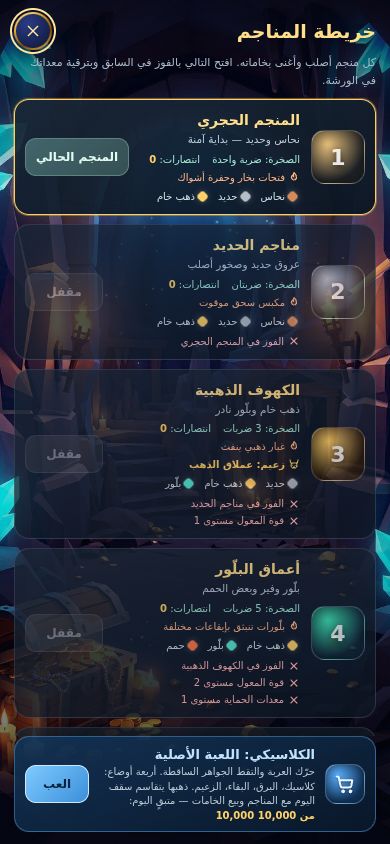 خريطة المناجم
كل منجم أصلب وأغنى بخاماته. افتح التالي بالفوز في السابق وبترقية معداتك
في الورشة.
1
المنجم الحجري
نحاس وحديد – بداية آمنة
الصخرة: ضربة واحدة انتصارات: 0
فتحات بخار وحفرة أشواك
نحاس حديد ذهب خام
المنجم الحالي
2
مناجم الحديد
عروق حديد وصخور أصلب
الصخرة: ضربتان انتصارات: 0
مكبس سحق موقوت
نحاس حديد ذهب خام
الفوز في المنجم الحجري
مقفل
3
الكهوف الذهبية
ذهب خام وبلّور نادر
الصخرة: 3 ضربات انتصارات: 0
غبار ذهبي ينفث
زعيم: عملاق الذهب
حديد ذهب خام بلّور
الفوز في مناجم الحديد
قوة المعول مستوى 1
مقفل
4
أعماق البلّور
بلّور وفير وبعض الحمم
الصخرة: 5 ضربات انتصارات: 0
بلّورات تنبثق بإيقاعات مختلفة
ذهب خام بلّور حمم
الفوز في الكهوف الذهبية
قوة المعول مستوى 2
معدات الحماية مستوى 1
مقفل
الكلاسيكي: اللعبة الأصلية
حرّك العربة والتقط الجواهر الساقطة. أربعة أوضاع:
كلاسيك، البرق، البقاء، الزعيم. ذهبها يتقاسم سقف
اليوم مع المناجم وبيع الخامات — متبقٍ اليوم:
10,000 من 10,000
العب